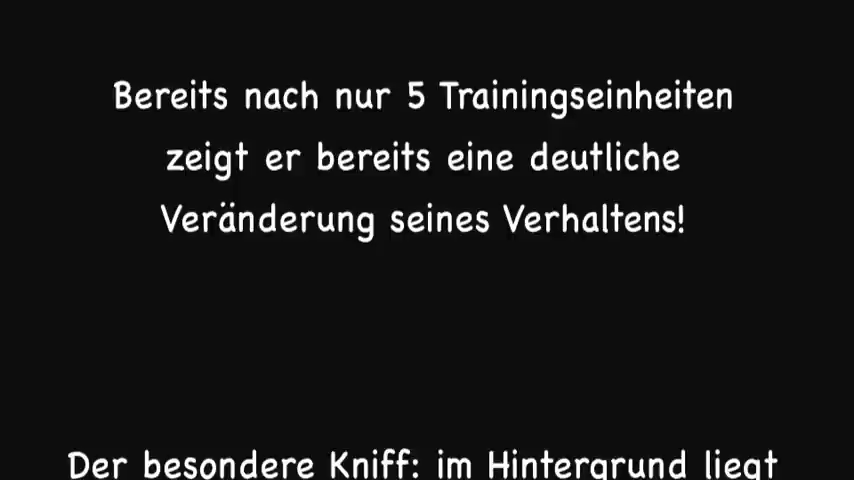 Bereits nach nur 5 Trainingseinheiten
zeigt er bereits eine deutliche
Veränderung seines Verhaltens!
Der besondere Kniff: im Hintergrund liegt